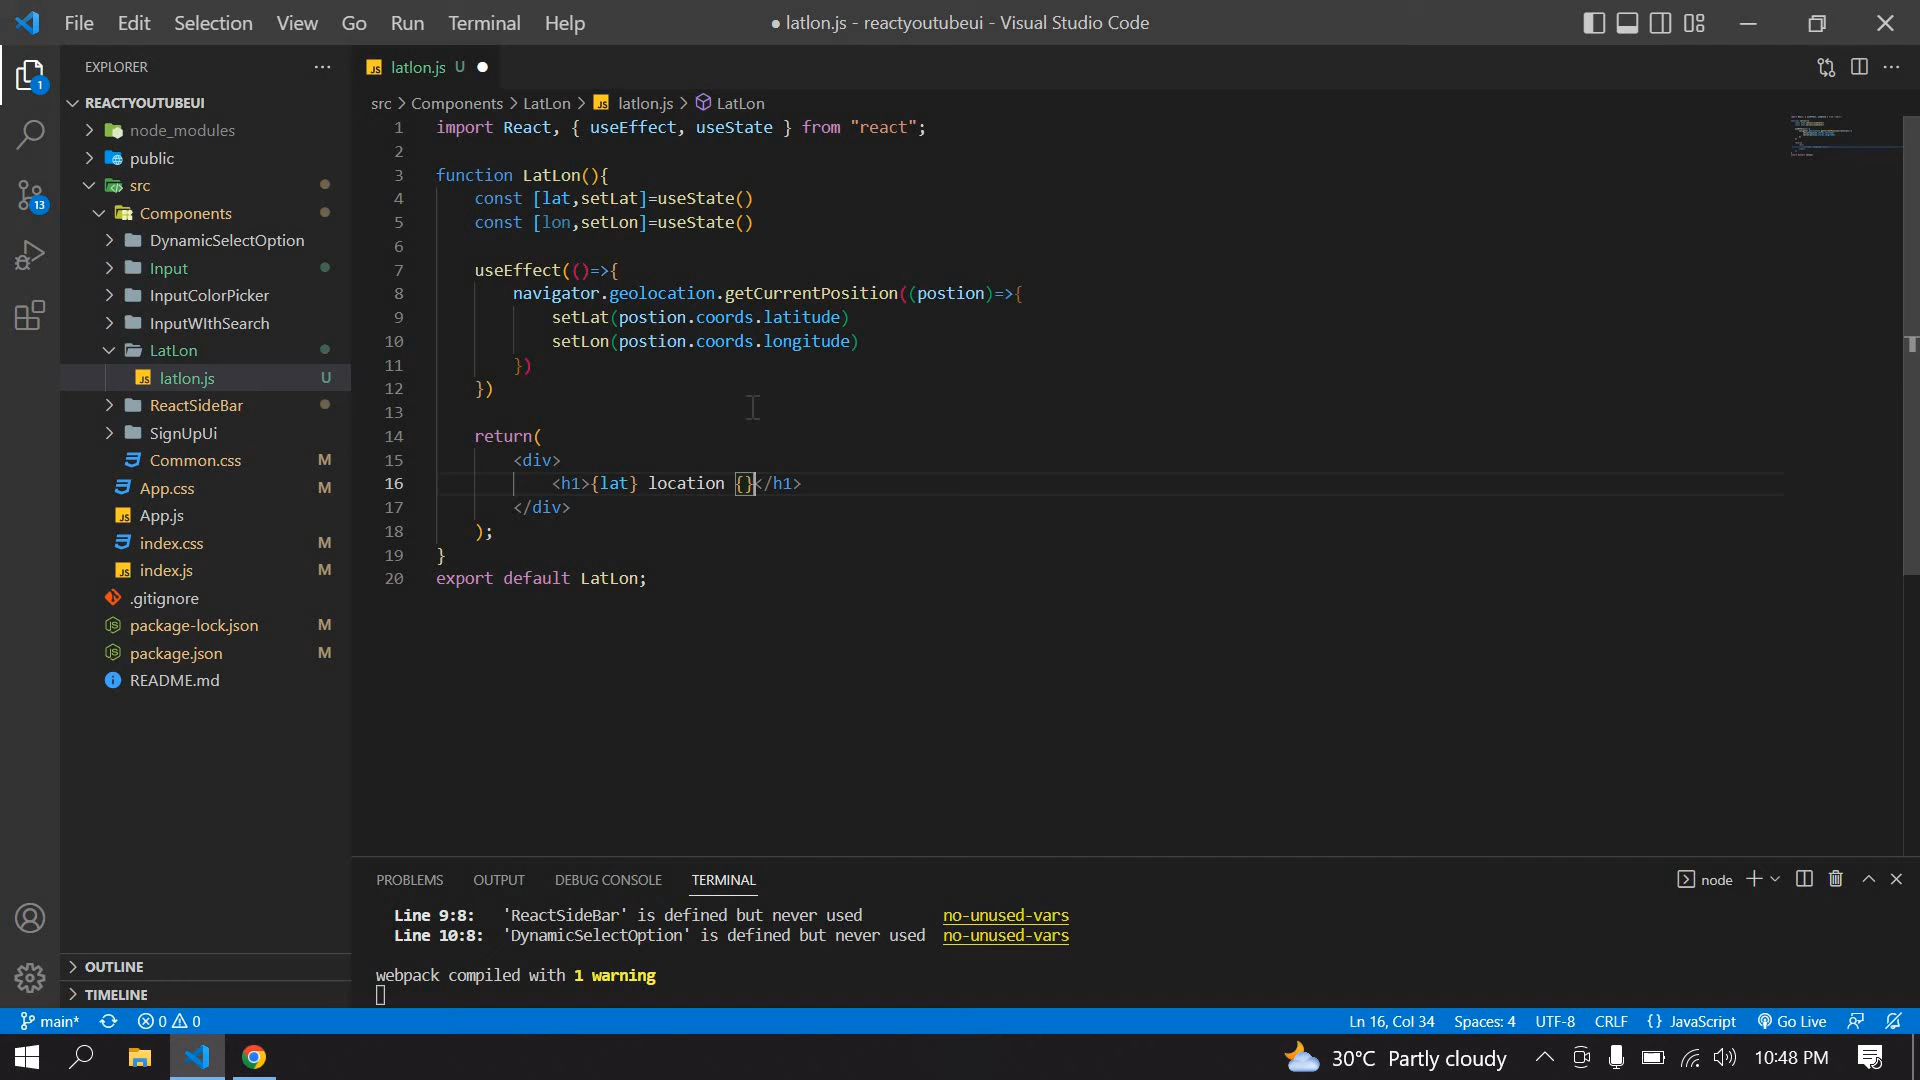 File Edit Selection View Go Run Terminal Help
● latlon.js - reactyoutubeui - Visual Studio Code
1
13
EXPLORER ···
REACTYOUTUBEUI
node_modules
public
src
Components
DynamicSelectOption
Input
InputColorPicker
InputWIthSearch
LatLon
latlon.js U
ReactSideBar
SignUpUi
Common.css M
App.css M
App.js
index.css M
index.js M
.gitignore
package-lock.json M
package.json M
README.md
OUTLINE
TIMELINE
JS latlon.js U ●
src > Components > LatLon > JS latlon.js > LatLon
1 import React, { useEffect, useState } from "react";
2
3 function LatLon(){
4 const [lat,setLat]=useState()
5 const [lon,setLon]=useState()
6
7 useEffect(()=>{
8 navigator.geolocation.getCurrentPosition((postion)=>{
9 setLat(postion.coords.latitude)
10 setLon(postion.coords.longitude)
11 })
12 })
13
14 return(
15 <div>
16 <h1>{lat} location {}</h1>
17 </div>
18 );
19 }
20 export default LatLon;
PROBLEMS OUTPUT DEBUG CONSOLE TERMINAL
node
Line 9:8: 'ReactSideBar' is defined but never used no-unused-vars
Line 10:8: 'DynamicSelectOption' is defined but never used no-unused-vars
webpack compiled with 1 warning
main* 0 0
Ln 16, Col 34 Spaces: 4 UTF-8 CRLF {} JavaScript Go Live
30°C Partly cloudy 10:48 PM